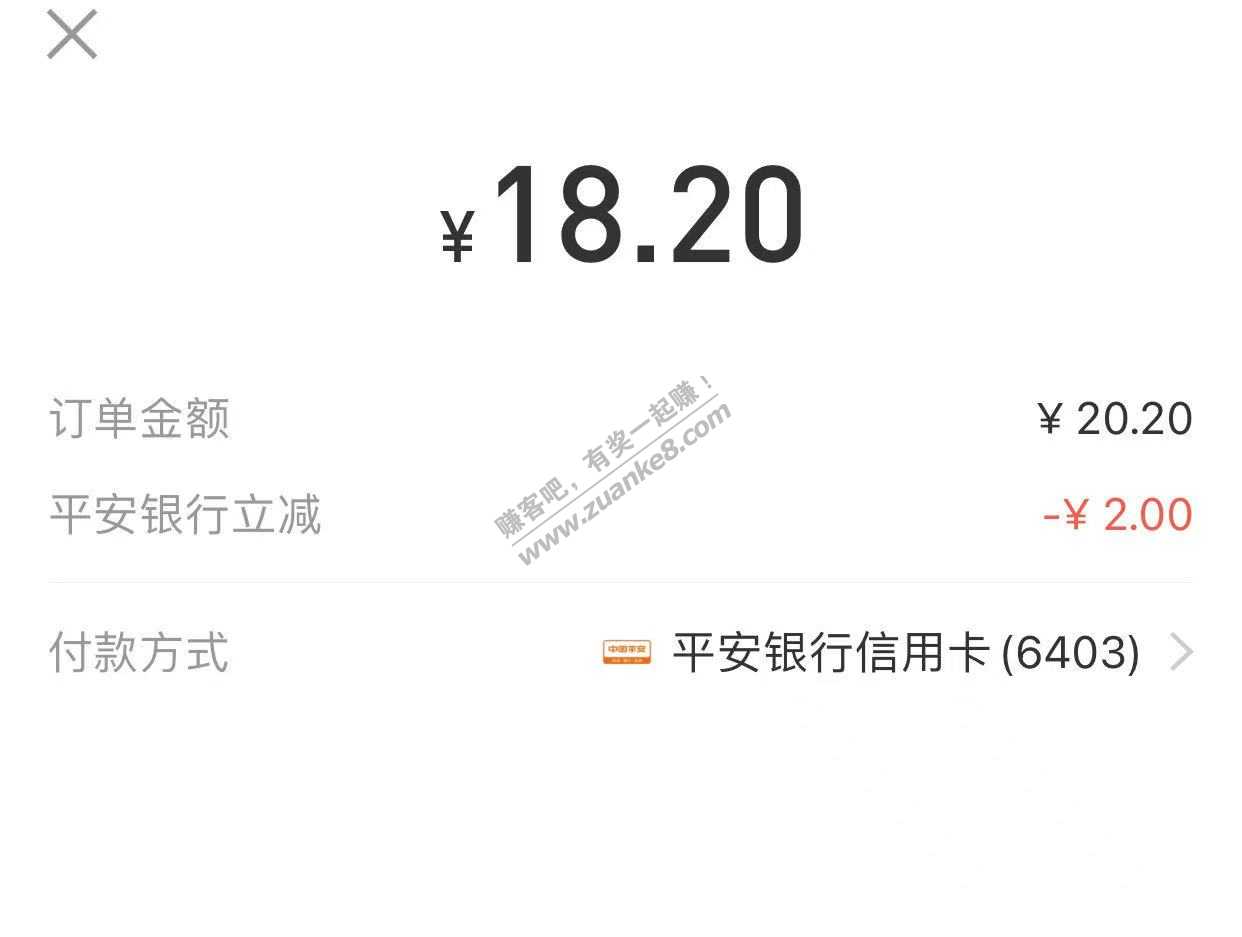 ¥18.20
订单金额 ¥ 20.20
平安银行立减 -¥ 2.00
赚客吧，有奖一起赚！
www.zuanke8.com
付款方式 中国平安 平安银行信用卡(6403)